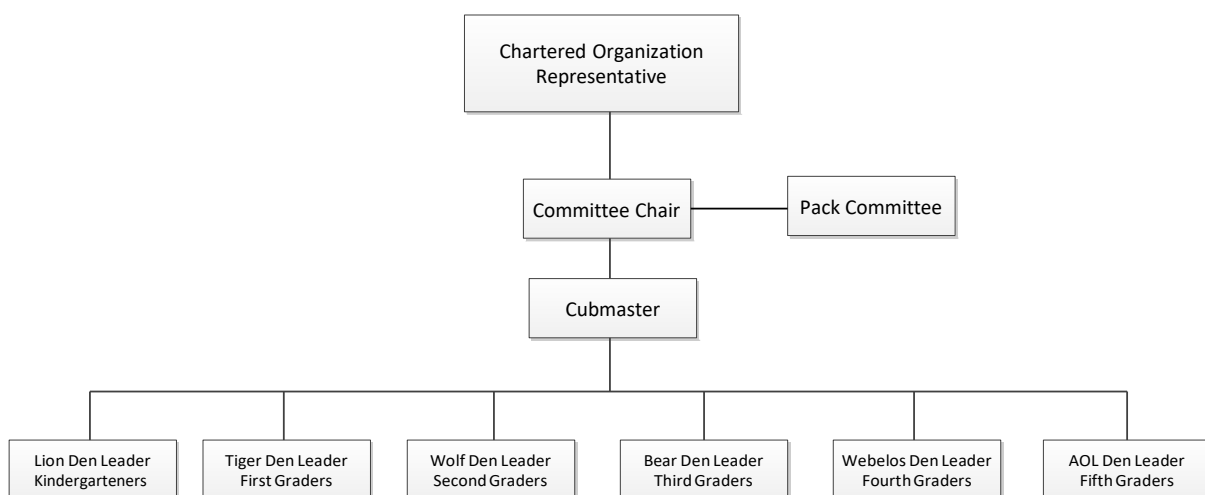 Chartered Organization
Representative
Committee Chair
Pack Committee
Cubmaster
Lion Den Leader
Kindergarteners
Tiger Den Leader
First Graders
Wolf Den Leader
Second Graders
Bear Den Leader
Third Graders
Webelos Den Leader
Fourth Graders
AOL Den Leader
Fifth Graders